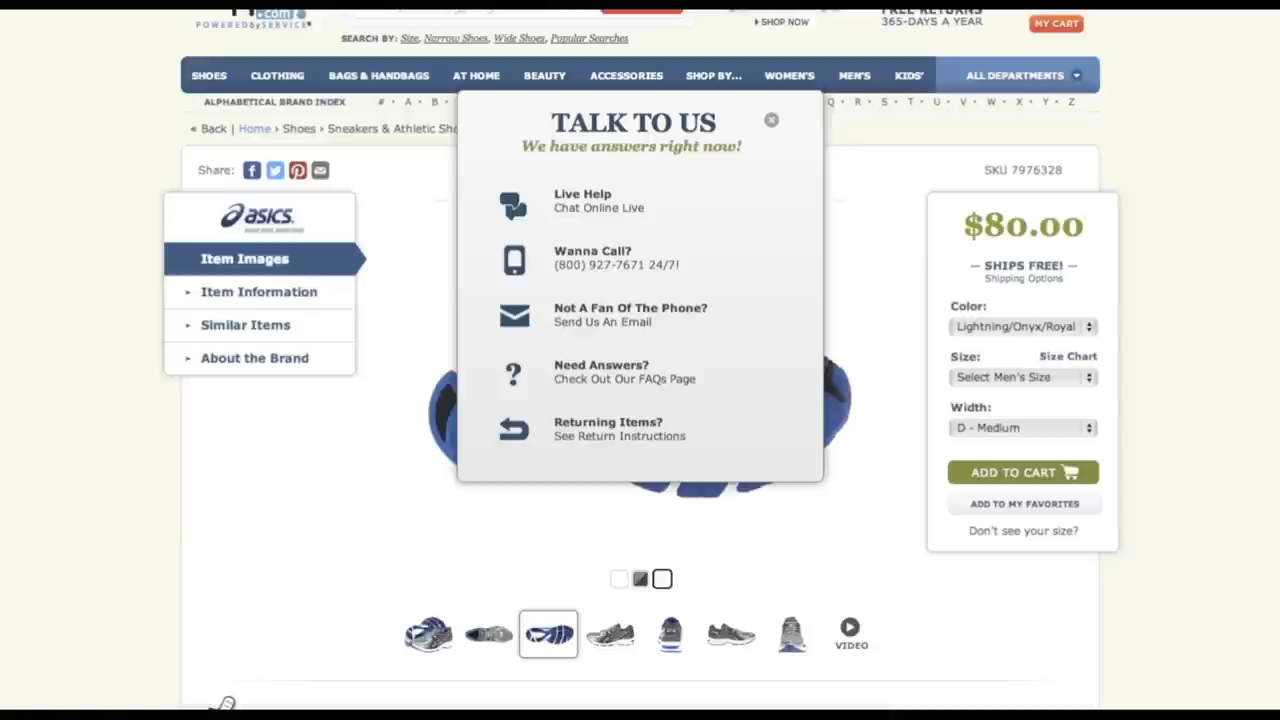 .com
POWERED by SERVICE®
SHOP NOW
365-DAYS A YEAR
MY CART
SEARCH BY: Size, Narrow Shoes, Wide Shoes, Popular Searches
SHOES CLOTHING BAGS & HANDBAGS AT HOME BEAUTY ACCESSORIES SHOP BY... WOMEN'S MEN'S KIDS' ALL DEPARTMENTS
ALPHABETICAL BRAND INDEX # • A • B • Q • R • S • T • U • V • W • X • Y • Z
« Back | Home › Shoes › Sneakers & Athletic Sho
Share:
SKU 7976328
asics.
Item Images
Item Information
Similar Items
About the Brand
TALK TO US
We have answers right now!
Live Help
Chat Online Live
Wanna Call?
(800) 927-7671 24/7!
Not A Fan Of The Phone?
Send Us An Email
Need Answers?
Check Out Our FAQs Page
Returning Items?
See Return Instructions
$80.00
— SHIPS FREE! —
Shipping Options
Color:
Lightning/Onyx/Royal
Size: Size Chart
Select Men's Size
Width:
D - Medium
ADD TO CART
ADD TO MY FAVORITES
Don't see your size?
VIDEO